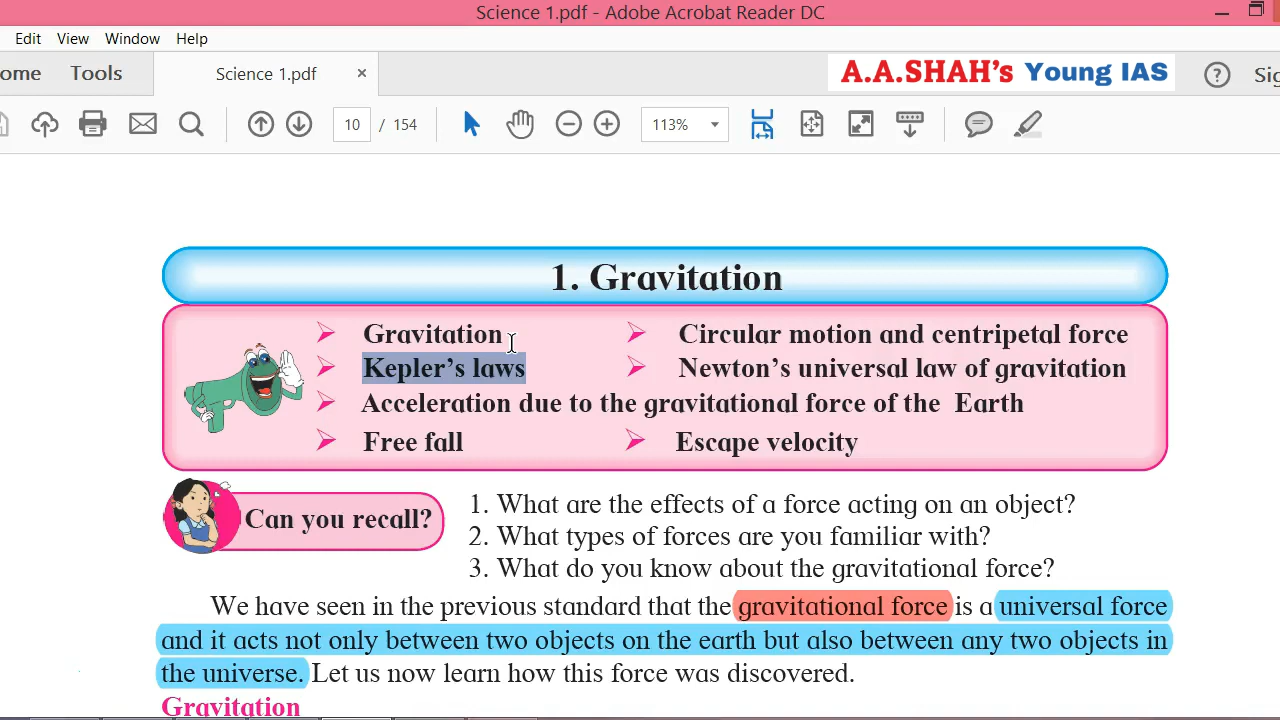 Science 1.pdf - Adobe Acrobat Reader DC
Edit View Window Help
ome Tools Science 1.pdf × A.A.SHAH's Young IAS ? Sig
10 / 154 113%
1. Gravitation
Gravitation Circular motion and centripetal force
Kepler's laws Newton's universal law of gravitation
Acceleration due to the gravitational force of the Earth
Free fall Escape velocity
Can you recall?
1. What are the effects of a force acting on an object?
2. What types of forces are you familiar with?
3. What do you know about the gravitational force?
We have seen in the previous standard that the gravitational force is a universal force
and it acts not only between two objects on the earth but also between any two objects in
the universe. Let us now learn how this force was discovered.
Gravitation